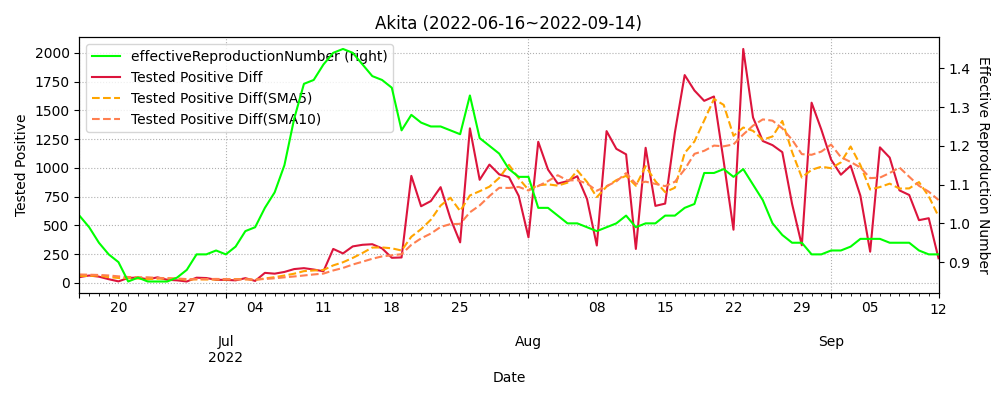 Akita (2022-06-16~2022-09-14)
effectiveReproductionNumber (right)
Tested Positive Diff
Tested Positive Diff(SMA5)
Tested Positive Diff(SMA10)
Tested Positive
2000
1750
1500
1250
1000
750
500
250
0
1.4
1.3
1.2
1.1
1.0
0.9
Effective Reproduction Number
20 27 04 11 18 25 08 15 22 29 05 12
Jul Aug Sep
2022
Date